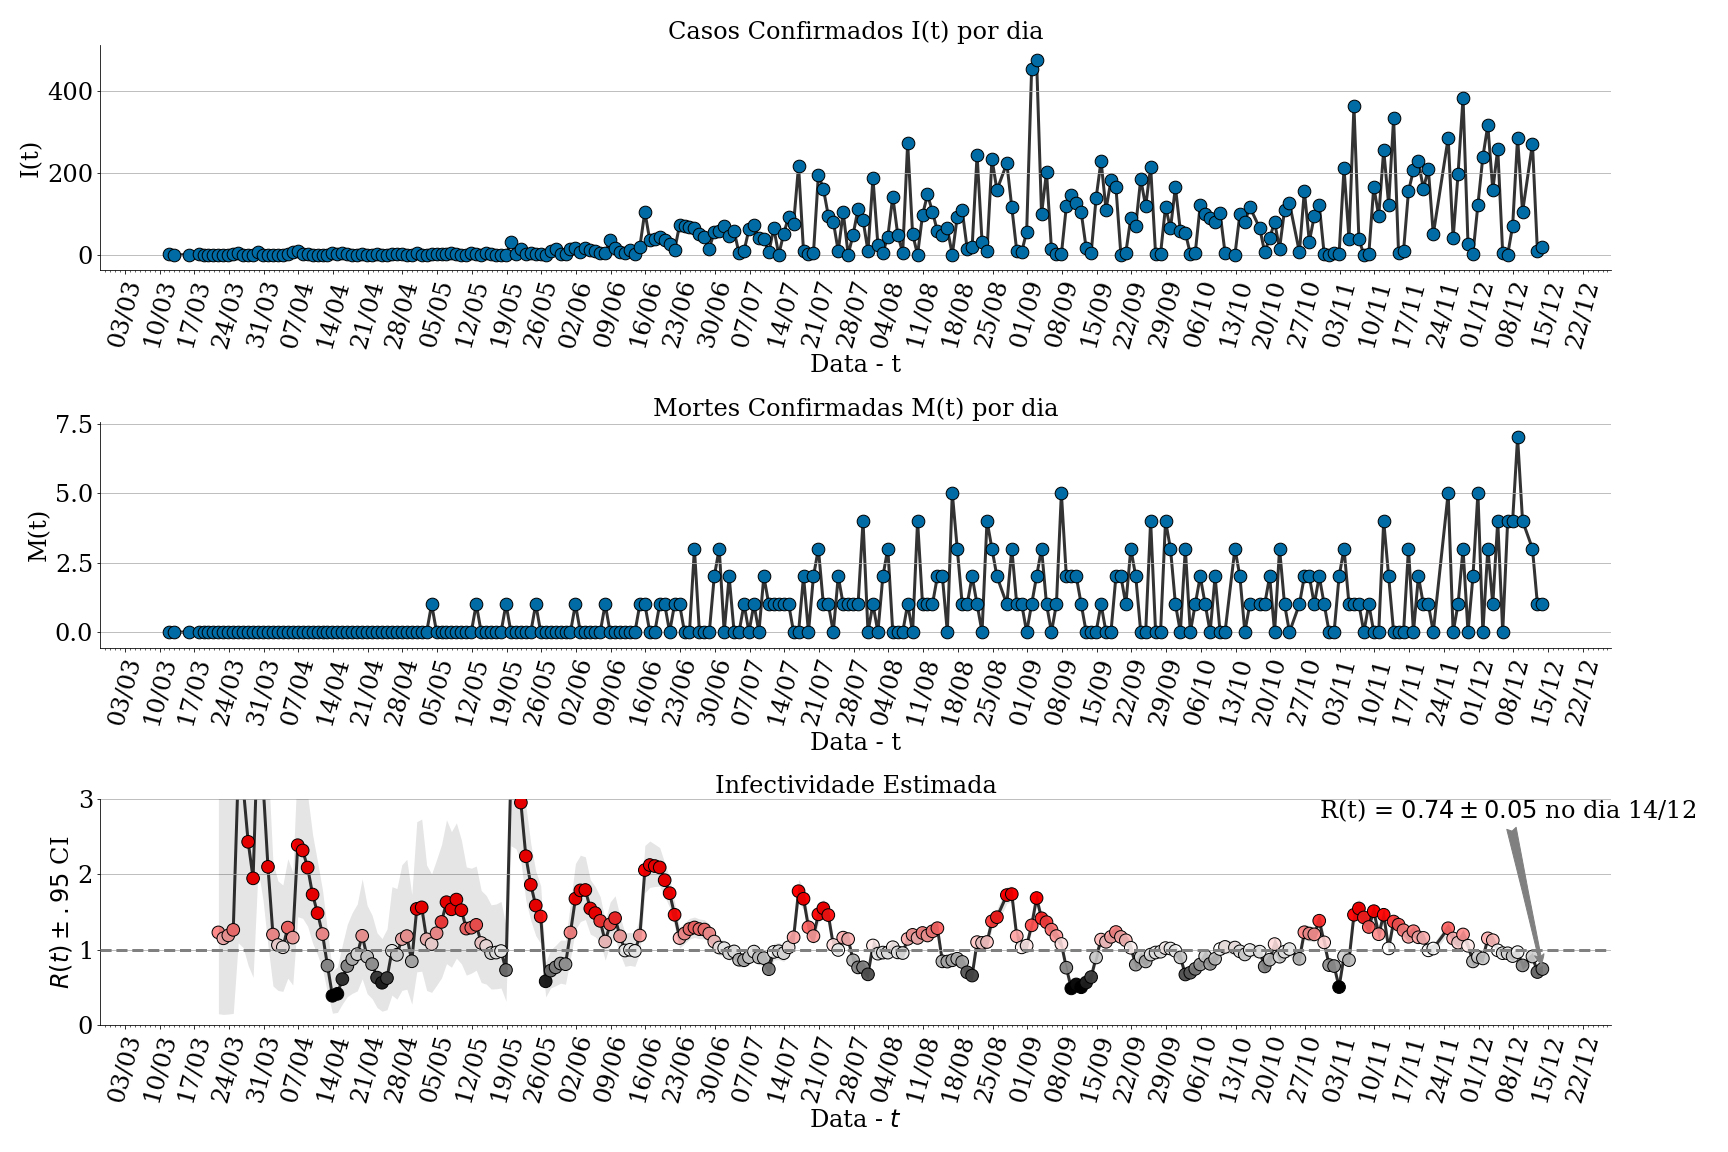 Casos Confirmados I(t) por dia
I(t)
400
200
0
03/03 10/03 17/03 24/03 31/03 07/04 14/04 21/04 28/04 05/05 12/05 19/05 26/05 02/06 09/06 16/06 23/06 30/06 07/07 14/07 21/07 28/07 04/08 11/08 18/08 25/08 01/09 08/09 15/09 22/09 29/09 06/10 13/10 20/10 27/10 03/11 10/11 17/11 24/11 01/12 08/12 15/12 22/12
Data - t
Mortes Confirmadas M(t) por dia
M(t)
7.5
5.0
2.5
0.0
03/03 10/03 17/03 24/03 31/03 07/04 14/04 21/04 28/04 05/05 12/05 19/05 26/05 02/06 09/06 16/06 23/06 30/06 07/07 14/07 21/07 28/07 04/08 11/08 18/08 25/08 01/09 08/09 15/09 22/09 29/09 06/10 13/10 20/10 27/10 03/11 10/11 17/11 24/11 01/12 08/12 15/12 22/12
Data - t
Infectividade Estimada
R(t) ± .95 CI
3
2
1
0
R(t) = 0.74 ± 0.05 no dia 14/12
03/03 10/03 17/03 24/03 31/03 07/04 14/04 21/04 28/04 05/05 12/05 19/05 26/05 02/06 09/06 16/06 23/06 30/06 07/07 14/07 21/07 28/07 04/08 11/08 18/08 25/08 01/09 08/09 15/09 22/09 29/09 06/10 13/10 20/10 27/10 03/11 10/11 17/11 24/11 01/12 08/12 15/12 22/12
Data - t